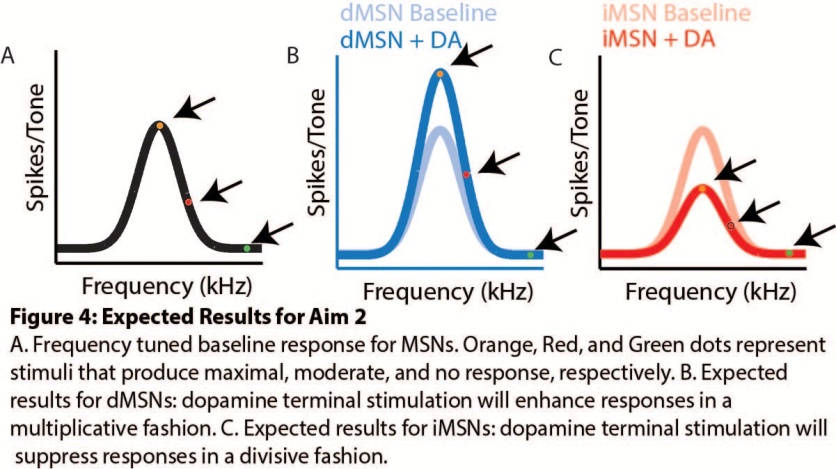 A
Spikes/Tone
Frequency (kHz)
B
dMSN Baseline
dMSN + DA
Spikes/Tone
Frequency (kHz)
C
iMSN Baseline
iMSN + DA
Spikes/Tone
Frequency (kHz)
Figure 4: Expected Results for Aim 2
A. Frequency tuned baseline response for MSNs. Orange, Red, and Green dots represent
stimuli that produce maximal, moderate, and no response, respectively. B. Expected
results for dMSNs: dopamine terminal stimulation will enhance responses in a
multiplicative fashion. C. Expected results for iMSNs: dopamine terminal stimulation will
suppress responses in a divisive fashion.